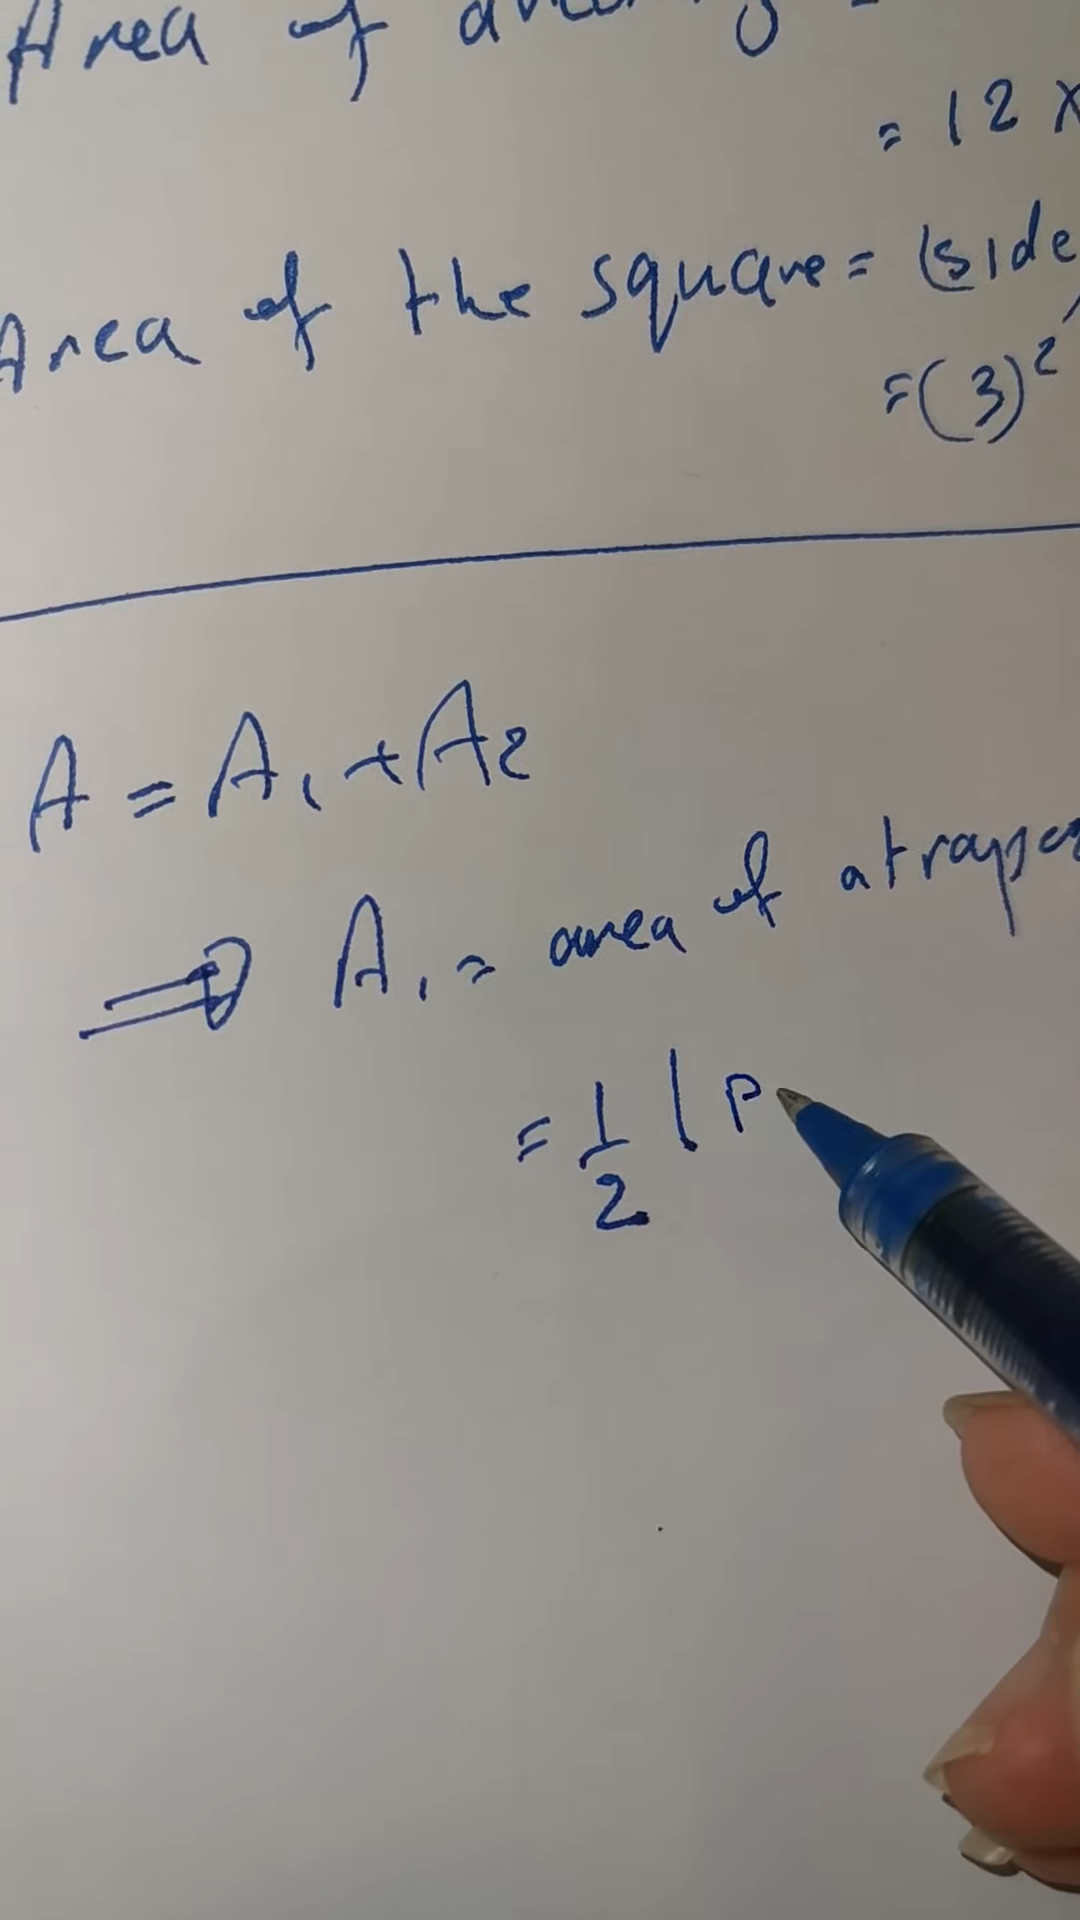 Area of a
= 12 x
Area of the square = (side
= (3)²
A = A₁ + A₂
⇒ A₁ = area of a trape
= 1/2 | P